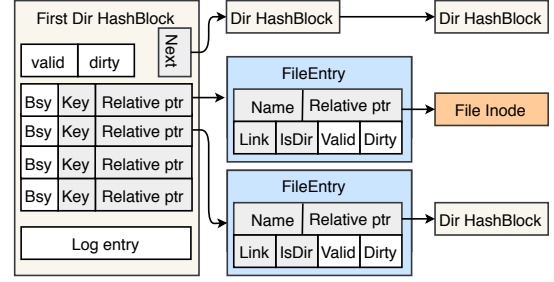 First Dir HashBlock
Next
valid dirty
Bsy Key Relative ptr
Bsy Key Relative ptr
Bsy Key Relative ptr
Bsy Key Relative ptr
Log entry
Dir HashBlock
Dir HashBlock
FileEntry
Name Relative ptr
Link IsDir Valid Dirty
File Inode
FileEntry
Name Relative ptr
Link IsDir Valid Dirty
Dir HashBlock